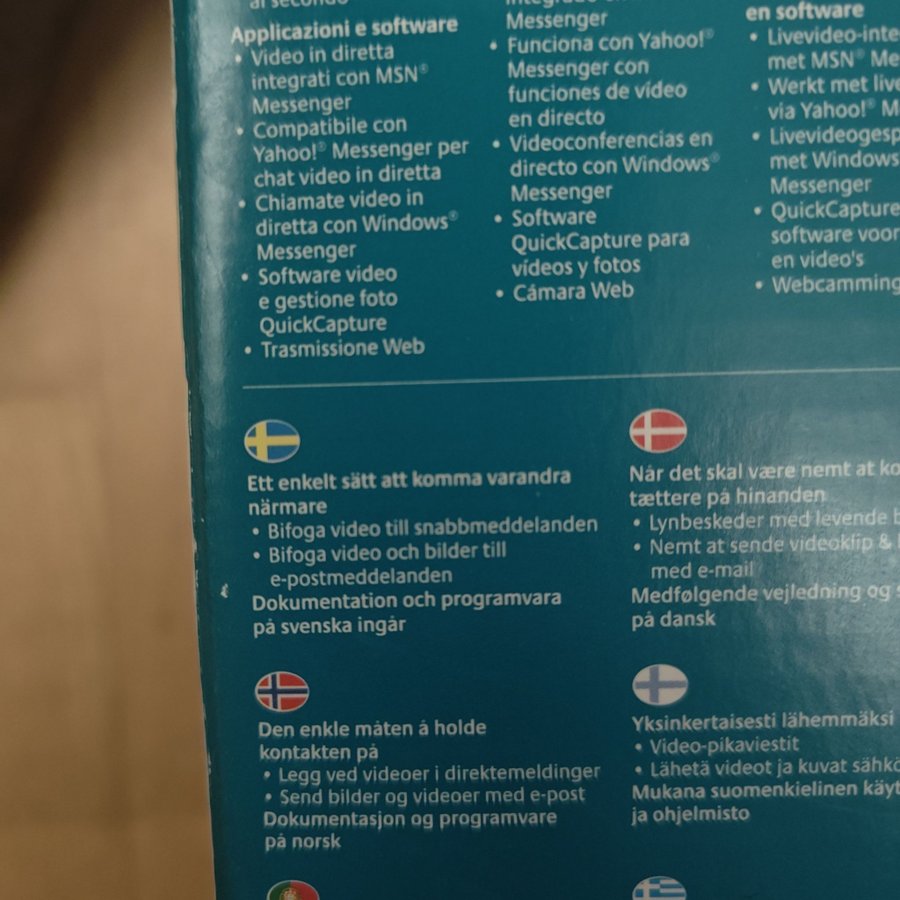 al secondo
Applicazioni e software
• Video in diretta
integrati con MSN®
Messenger
• Compatibile con
Yahoo!® Messenger per
chat video in diretta
• Chiamate video in
diretta con Windows®
Messenger
• Software video
e gestione foto
QuickCapture
• Trasmissione Web
Messenger
• Funciona con Yahoo!®
Messenger con
funciones de vídeo
en directo
• Videoconferencias en
directo con Windows®
Messenger
• Software
QuickCapture para
vídeos y fotos
• Cámara Web
en software
• Livevideo-inte
met MSN® Me
• Werkt met live
via Yahoo!® M
• Livevideogesp
met Windows
Messenger
• QuickCapture
software voor
en video's
• Webcamming
Ett enkelt sätt att komma varandra
närmare
• Bifoga video till snabbmeddelanden
• Bifoga video och bilder till
e-postmeddelanden
Dokumentation och programvara
på svenska ingår
Når det skal være nemt at ko
tættere på hinanden
• Lynbeskeder med levende b
• Nemt at sende videoklip &
med e-mail
Medfølgende vejledning og s
på dansk
Den enkle måten å holde
kontakten på
• Legg ved videoer i direktemeldinger
• Send bilder og videoer med e-post
Dokumentasjon og programvare
på norsk
Yksinkertaisesti lähemmäksi
• Video-pikaviestit
• Lähetä videot ja kuvat sähkö
Mukana suomenkielinen käyt
ja ohjelmisto